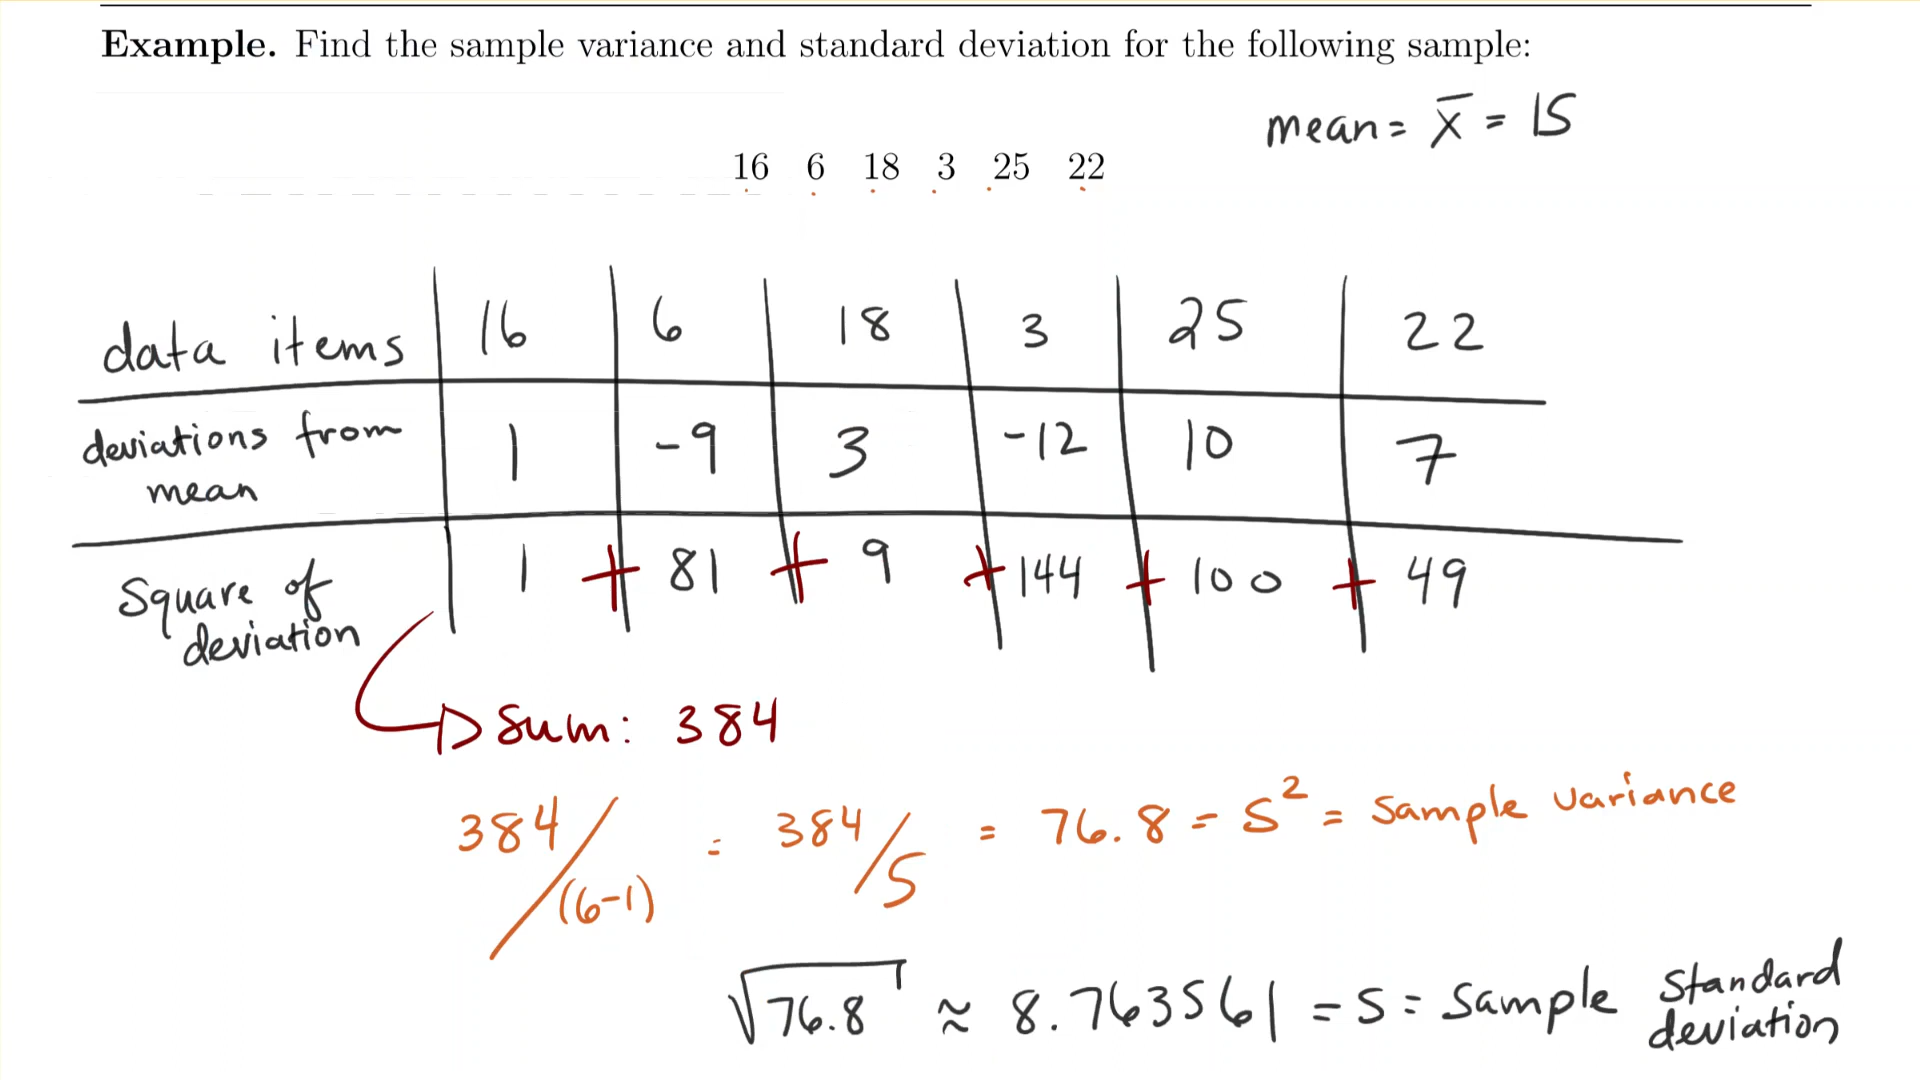 Example. Find the sample variance and standard deviation for the following sample:
mean = x̄ = 15
16 6 18 3 25 22
data items 16 6 18 3 25 22
deviations from mean 1 -9 3 -12 10 7
Square of deviation 1 + 81 + 9 + 144 + 100 + 49
Sum: 384
384/(6-1) = 384/5 = 76.8 = S² = Sample variance
√76.8 ≈ 8.763561 = S = Sample Standard deviation